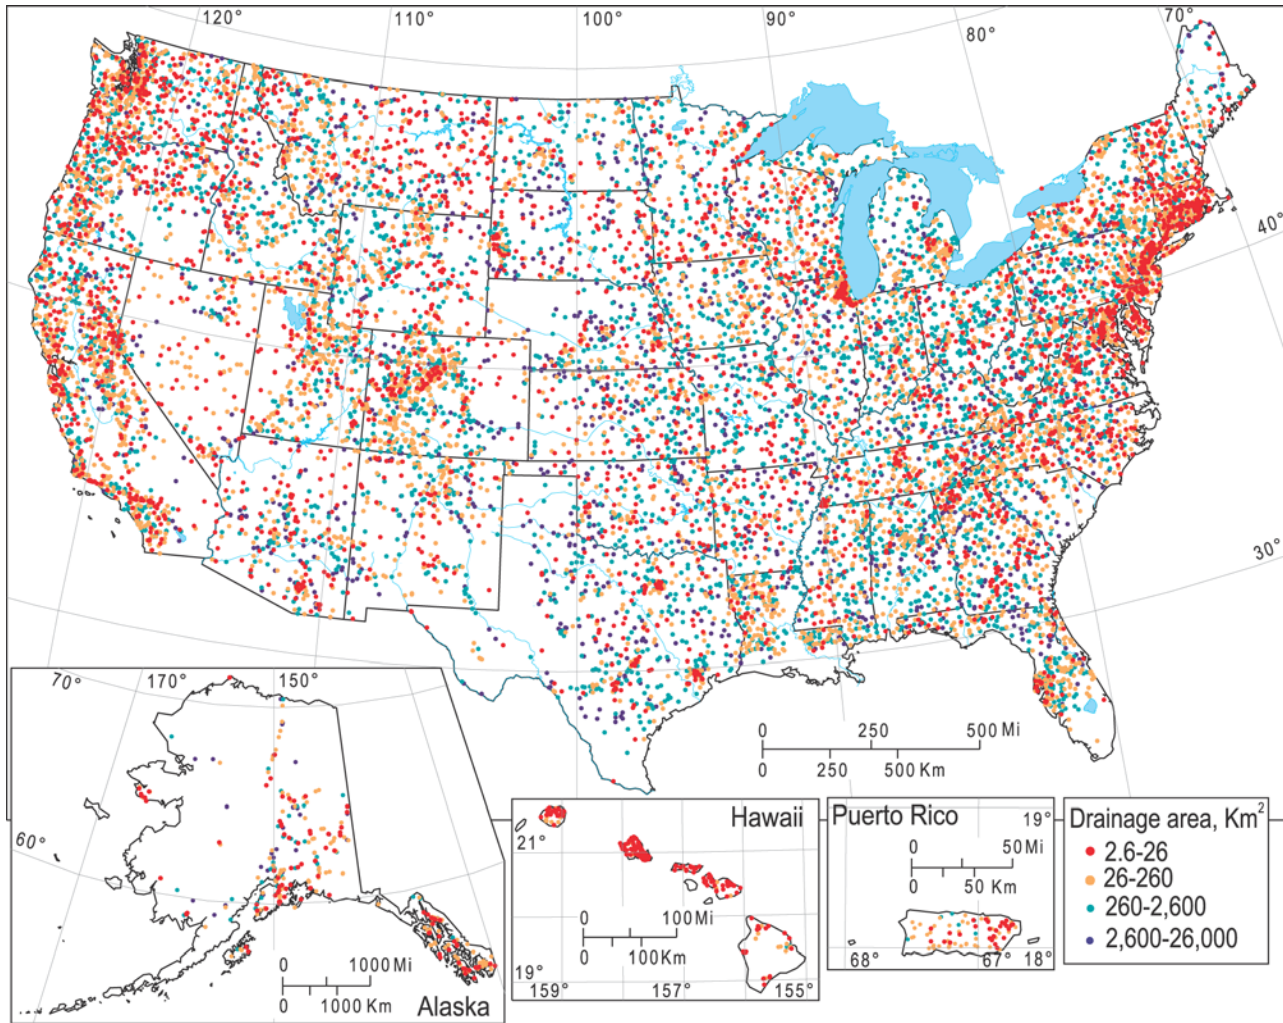 120°
110°
100°
90°
80°
70°
40°
30°
0 250 500 Mi
0 250 500 Km
70°
170°
150°
60°
0 1000 Mi
0 1000 Km
Alaska
Hawaii
21°
0 100 Mi
0 100 Km
19°
159° 157° 155°
Puerto Rico
19°
0 50 Mi
0 50 Km
68° 67° 18°
Drainage area, Km²
2.6-26
26-260
260-2,600
2,600-26,000